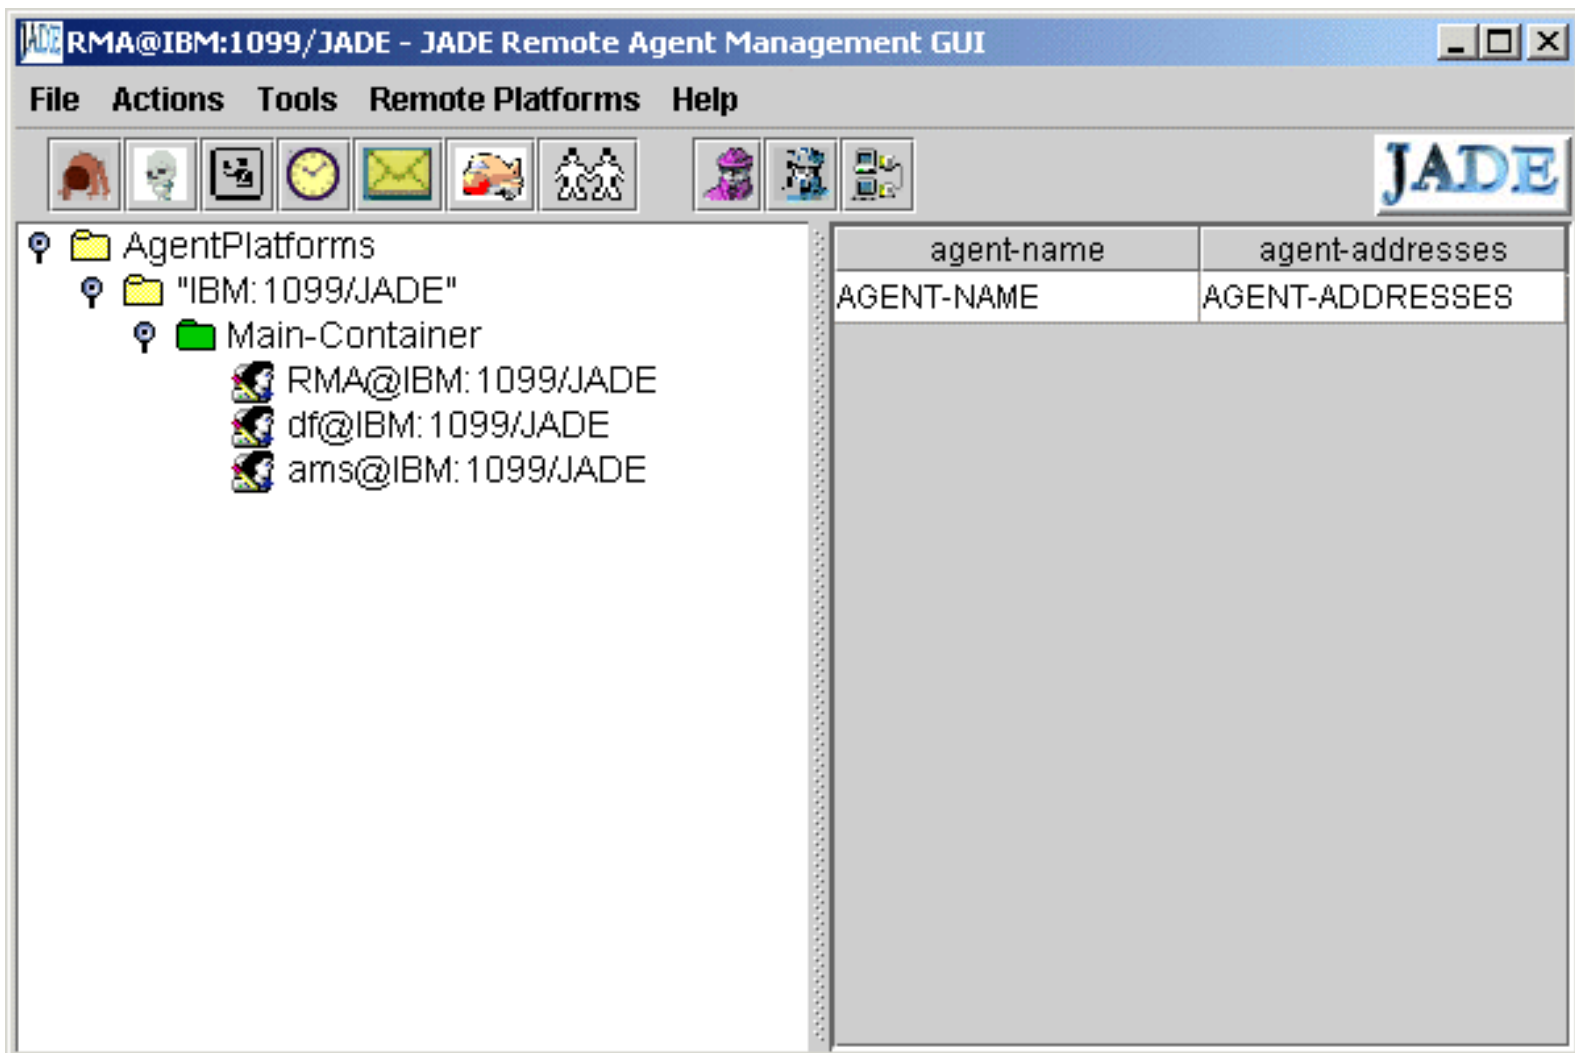 RMA@IBM:1099/JADE - JADE Remote Agent Management GUI
File Actions Tools Remote Platforms Help
JADE
AgentPlatforms
"IBM:1099/JADE"
Main-Container
RMA@IBM:1099/JADE
df@IBM:1099/JADE
ams@IBM:1099/JADE
agent-name agent-addresses
AGENT-NAME AGENT-ADDRESSES